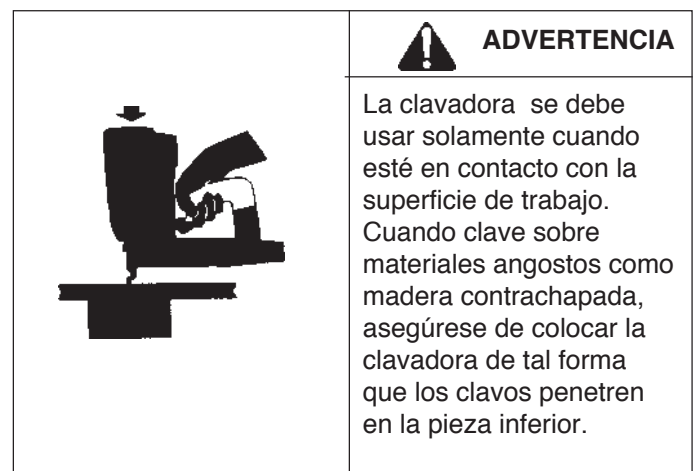 ADVERTENCIA
La clavadora se debe
usar solamente cuando
esté en contacto con la
superficie de trabajo.
Cuando clave sobre
materiales angostos como
madera contrachapada,
asegúrese de colocar la
clavadora de tal forma
que los clavos penetren
en la pieza inferior.